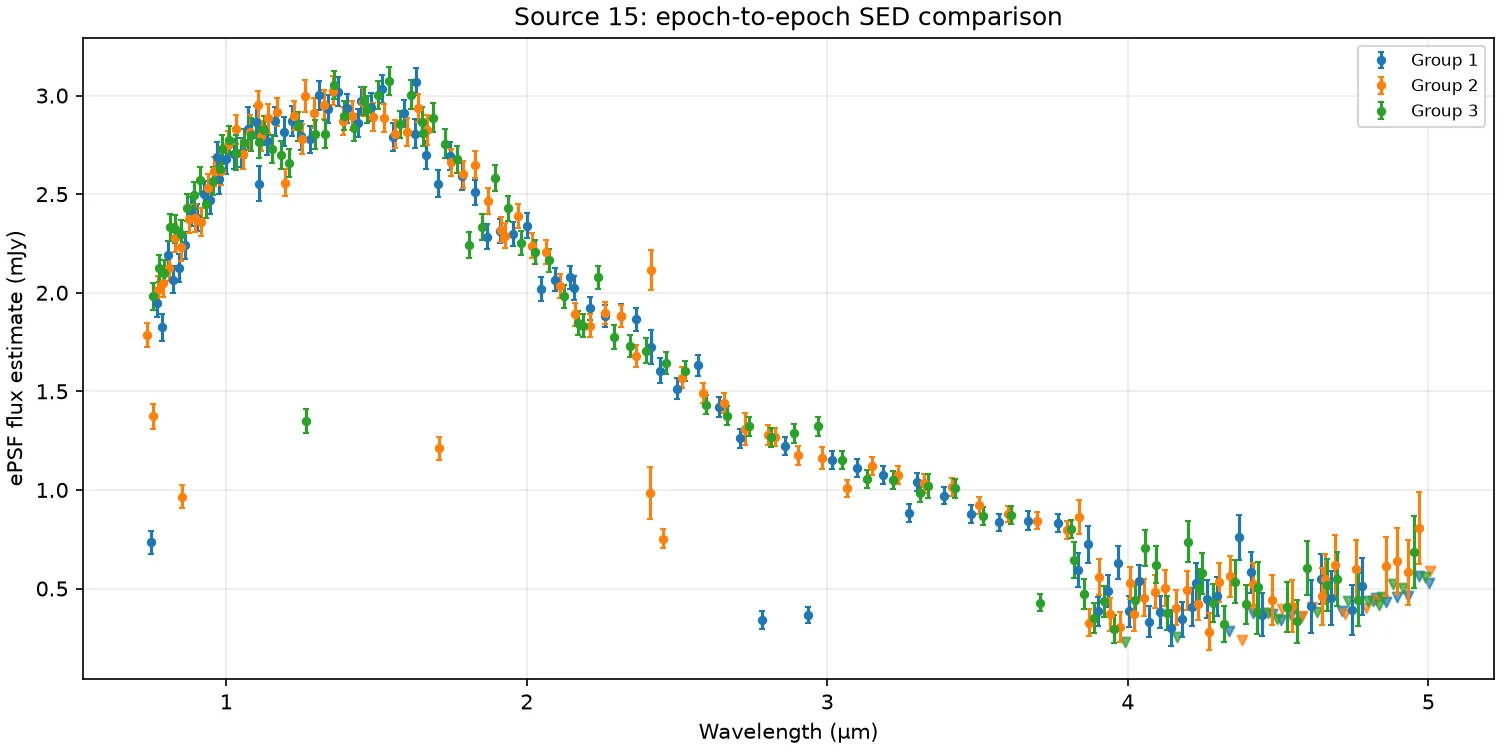 Source 15: epoch-to-epoch SED comparison
ePSF flux estimate (mJy)
3.0
2.5
2.0
1.5
1.0
0.5
Group 1
Group 2
Group 3
1 2 3 4 5
Wavelength (μm)